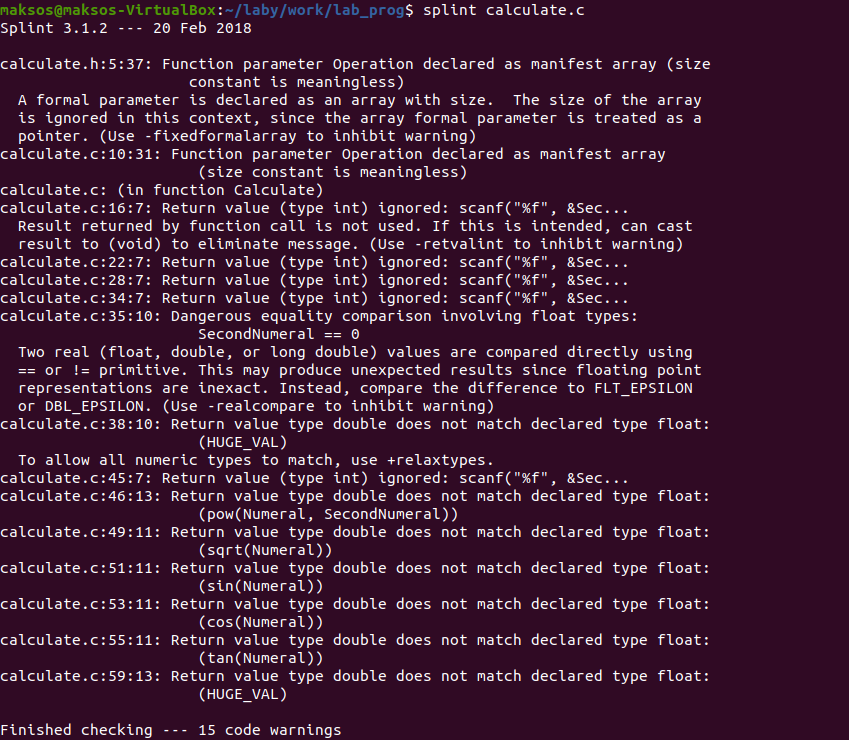 maksos@maksos-VirtualBox:~/laby/work/lab_prog$ splint calculate.c
Splint 3.1.2 --- 20 Feb 2018

calculate.h:5:37: Function parameter Operation declared as manifest array (size
                     constant is meaningless)
  A formal parameter is declared as an array with size.  The size of the array
  is ignored in this context, since the array formal parameter is treated as a
  pointer. (Use -fixedformalarray to inhibit warning)
calculate.c:10:31: Function parameter Operation declared as manifest array
                      (size constant is meaningless)
calculate.c: (in function Calculate)
calculate.c:16:7: Return value (type int) ignored: scanf("%f", &Sec...
  Result returned by function call is not used. If this is intended, can cast
  result to (void) to eliminate message. (Use -retvalint to inhibit warning)
calculate.c:22:7: Return value (type int) ignored: scanf("%f", &Sec...
calculate.c:28:7: Return value (type int) ignored: scanf("%f", &Sec...
calculate.c:34:7: Return value (type int) ignored: scanf("%f", &Sec...
calculate.c:35:10: Dangerous equality comparison involving float types:
                      SecondNumeral == 0
  Two real (float, double, or long double) values are compared directly using
  == or != primitive. This may produce unexpected results since floating point
  representations are inexact. Instead, compare the difference to FLT_EPSILON
  or DBL_EPSILON. (Use -realcompare to inhibit warning)
calculate.c:38:10: Return value type double does not match declared type float:
                      (HUGE_VAL)
  To allow all numeric types to match, use +relaxtypes.
calculate.c:45:7: Return value (type int) ignored: scanf("%f", &Sec...
calculate.c:46:13: Return value type double does not match declared type float:
                      (pow(Numeral, SecondNumeral))
calculate.c:49:11: Return value type double does not match declared type float:
                      (sqrt(Numeral))
calculate.c:51:11: Return value type double does not match declared type float:
                      (sin(Numeral))
calculate.c:53:11: Return value type double does not match declared type float:
                      (cos(Numeral))
calculate.c:55:11: Return value type double does not match declared type float:
                      (tan(Numeral))
calculate.c:59:13: Return value type double does not match declared type float:
                      (HUGE_VAL)

Finished checking --- 15 code warnings